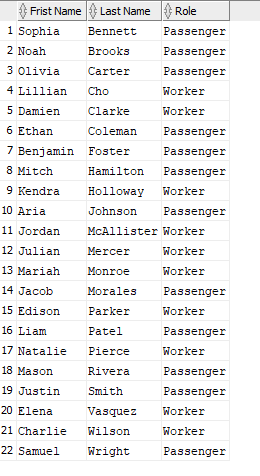 Frist Name Last Name Role
1 Sophia Bennett Passenger
2 Noah Brooks Passenger
3 Olivia Carter Passenger
4 Lillian Cho Worker
5 Damien Clarke Worker
6 Ethan Coleman Passenger
7 Benjamin Foster Passenger
8 Mitch Hamilton Passenger
9 Kendra Holloway Worker
10 Aria Johnson Passenger
11 Jordan McAllister Worker
12 Julian Mercer Worker
13 Mariah Monroe Worker
14 Jacob Morales Passenger
15 Edison Parker Worker
16 Liam Patel Passenger
17 Natalie Pierce Worker
18 Mason Rivera Passenger
19 Justin Smith Passenger
20 Elena Vasquez Worker
21 Charlie Wilson Worker
22 Samuel Wright Passenger